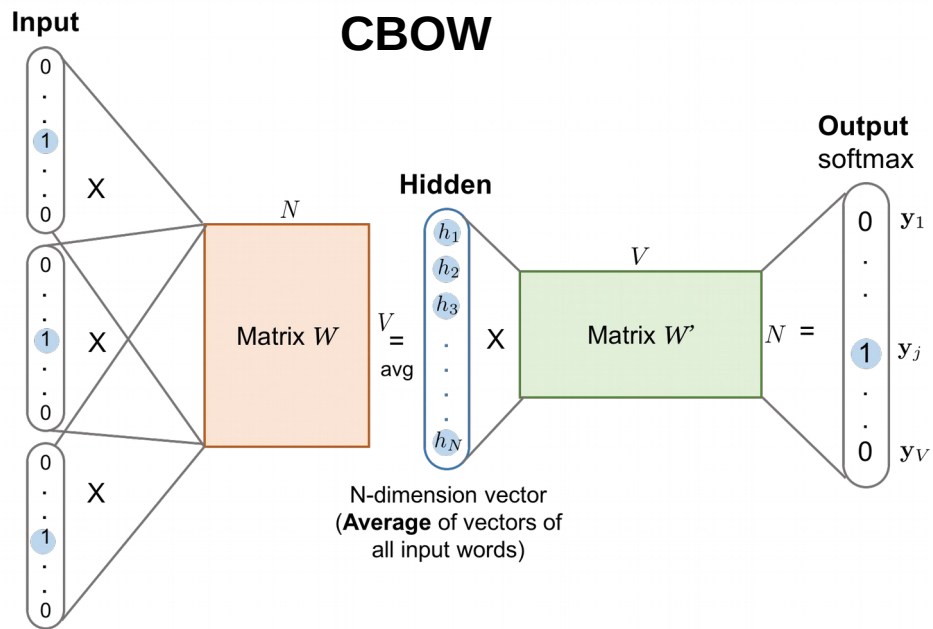 CBOW
Input
0
.
.
1
.
.
0
X
0
.
.
1
.
.
0
X
0
.
.
1
.
.
0
X
N
Matrix W
V
=
avg
Hidden
h1
h2
h3
.
.
.
hN
N-dimension vector
(Average of vectors of
all input words)
X
V
Matrix W’
N
=
Output
softmax
0 y1
.
.
1 yj
.
.
0 yV